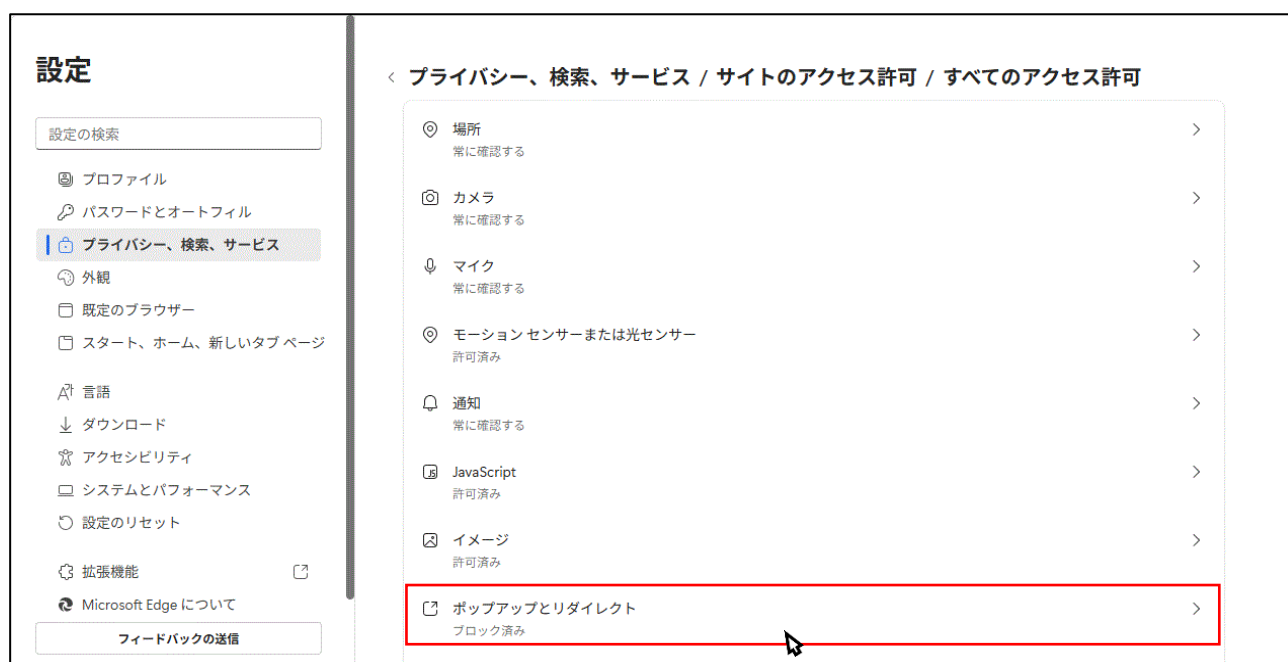 設定
設定の検索
プロファイル
パスワードとオートフィル
プライバシー、検索、サービス
外観
既定のブラウザー
スタート、ホーム、新しいタブ ページ
言語
ダウンロード
アクセシビリティ
システムとパフォーマンス
設定のリセット
拡張機能
Microsoft Edge について
フィードバックの送信
プライバシー、検索、サービス / サイトのアクセス許可 / すべてのアクセス許可
場所
常に確認する
カメラ
常に確認する
マイク
常に確認する
モーション センサーまたは光センサー
許可済み
通知
常に確認する
JavaScript
許可済み
イメージ
許可済み
ポップアップとリダイレクト
ブロック済み